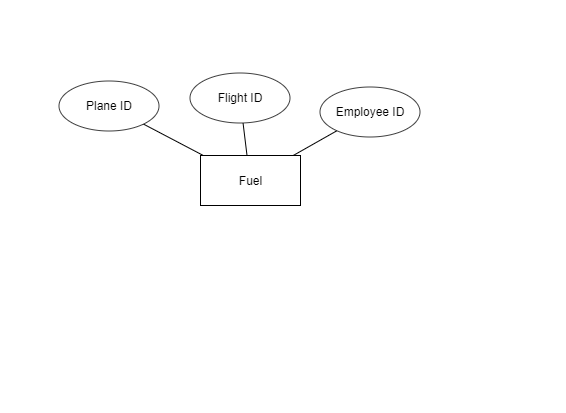 Plane ID
Flight ID
Employee ID
Fuel